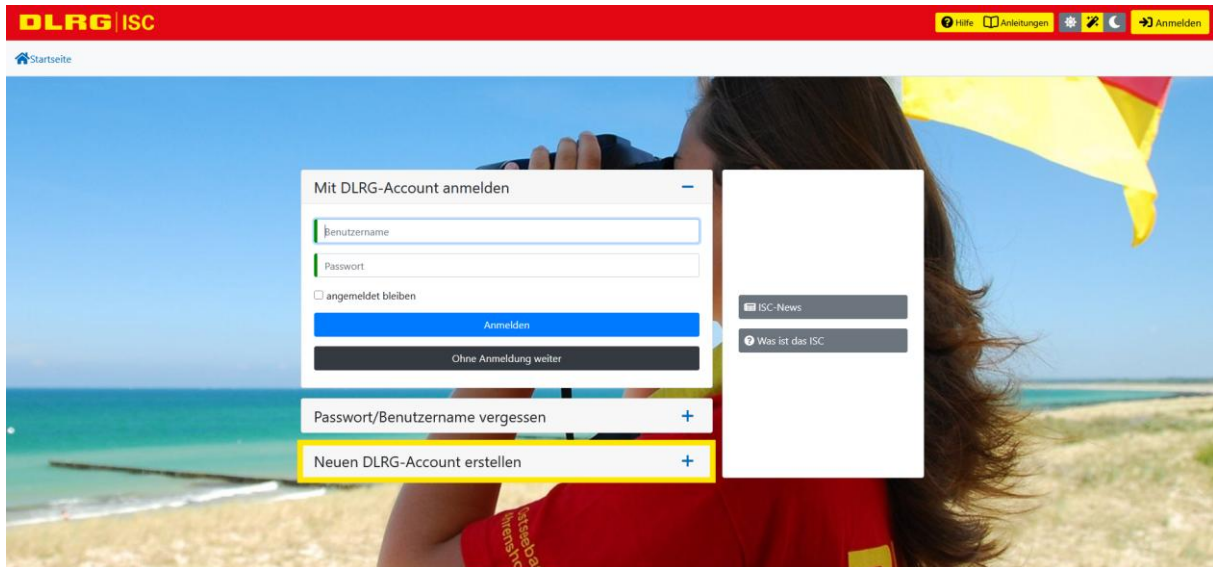 DLRG ISC
Hilfe Anleitungen Anmelden
Startseite
Mit DLRG-Account anmelden
Benutzername
Passwort
angemeldet bleiben
Anmelden
Ohne Anmeldung weiter
Passwort/Benutzername vergessen
Neuen DLRG-Account erstellen
ISC-News
Was ist das ISC